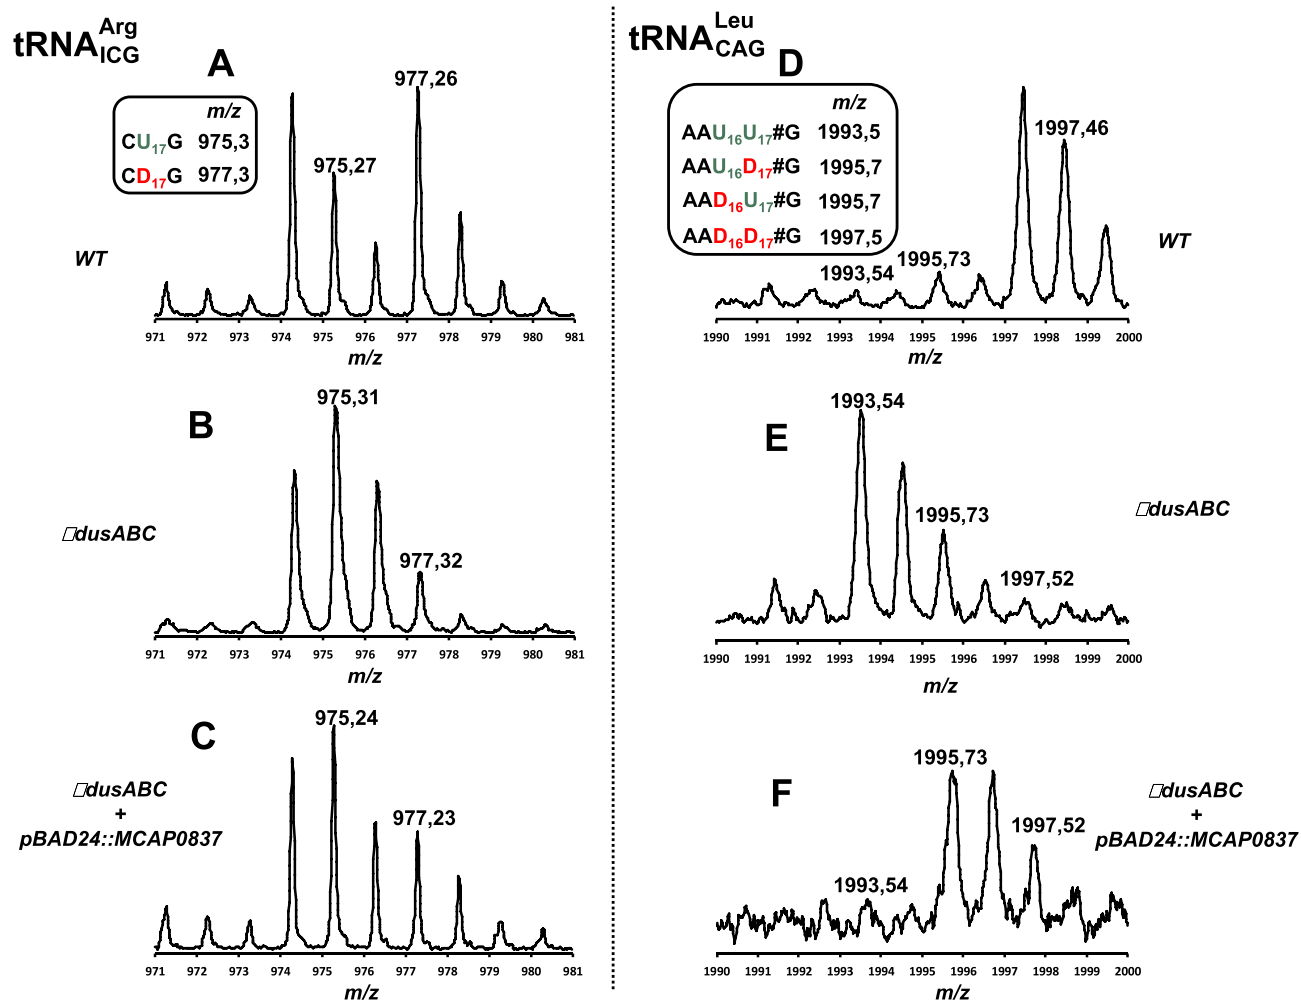 tRNA Arg ICG
A
m/z
CU17G 975,3
CD17G 977,3
977,26
975,27
WT
971 972 973 974 975 976 977 978 979 980 981
m/z
B
975,31
977,32
□dusABC
971 972 973 974 975 976 977 978 979 980 981
m/z
C
975,24
977,23
□dusABC
+
pBAD24::MCAP0837
971 972 973 974 975 976 977 978 979 980 981
m/z
tRNA Leu CAG
D
m/z
AAU16U17#G 1993,5
AAU16D17#G 1995,7
AAD16U17#G 1995,7
AAD16D17#G 1997,5
1997,46
1995,73
1993,54
WT
1990 1991 1992 1993 1994 1995 1996 1997 1998 1999 2000
m/z
E
1993,54
1995,73
1997,52
□dusABC
1990 1991 1992 1993 1994 1995 1996 1997 1998 1999 2000
m/z
F
1995,73
1997,52
1993,54
□dusABC
+
pBAD24::MCAP0837
1990 1991 1992 1993 1994 1995 1996 1997 1998 1999 2000
m/z